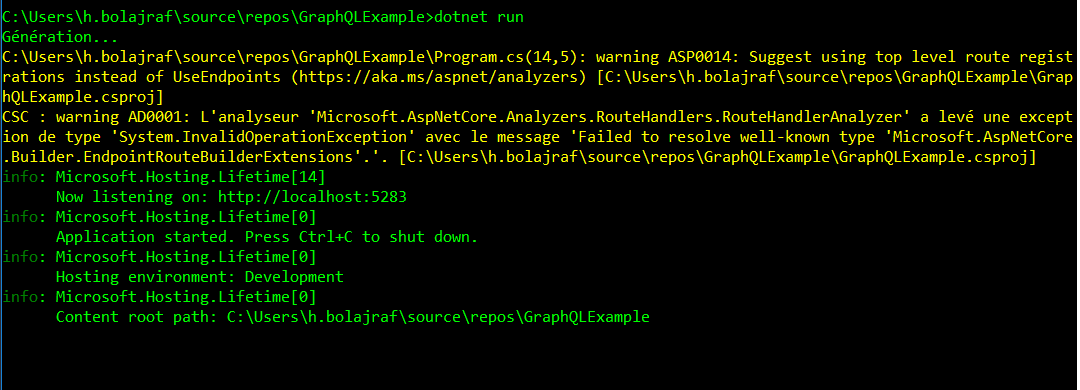 C:\Users\h.bolajraf\source\repos\GraphQLExample>dotnet run
Génération...
C:\Users\h.bolajraf\source\repos\GraphQLExample\Program.cs(14,5): warning ASP0014: Suggest using top level route regist
rations instead of UseEndpoints (https://aka.ms/aspnet/analyzers) [C:\Users\h.bolajraf\source\repos\GraphQLExample\Grap
hQLExample.csproj]
CSC : warning AD0001: L'analyseur 'Microsoft.AspNetCore.Analyzers.RouteHandlers.RouteHandlerAnalyzer' a levé une except
ion de type 'System.InvalidOperationException' avec le message 'Failed to resolve well-known type 'Microsoft.AspNetCore
.Builder.EndpointRouteBuilderExtensions'.'. [C:\Users\h.bolajraf\source\repos\GraphQLExample\GraphQLExample.csproj]
info: Microsoft.Hosting.Lifetime[14]
      Now listening on: http://localhost:5283
info: Microsoft.Hosting.Lifetime[0]
      Application started. Press Ctrl+C to shut down.
info: Microsoft.Hosting.Lifetime[0]
      Hosting environment: Development
info: Microsoft.Hosting.Lifetime[0]
      Content root path: C:\Users\h.bolajraf\source\repos\GraphQLExample